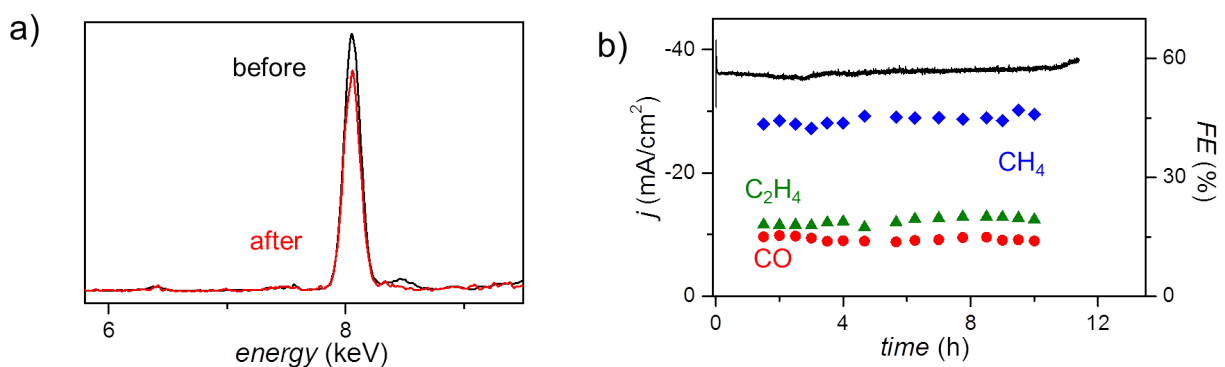 a)
before
after
6
8
energy (keV)
b)
-40
-20
0
j (mA/cm²)
60
30
0
FE (%)
CH₄
C₂H₄
CO
0
4
8
12
time (h)